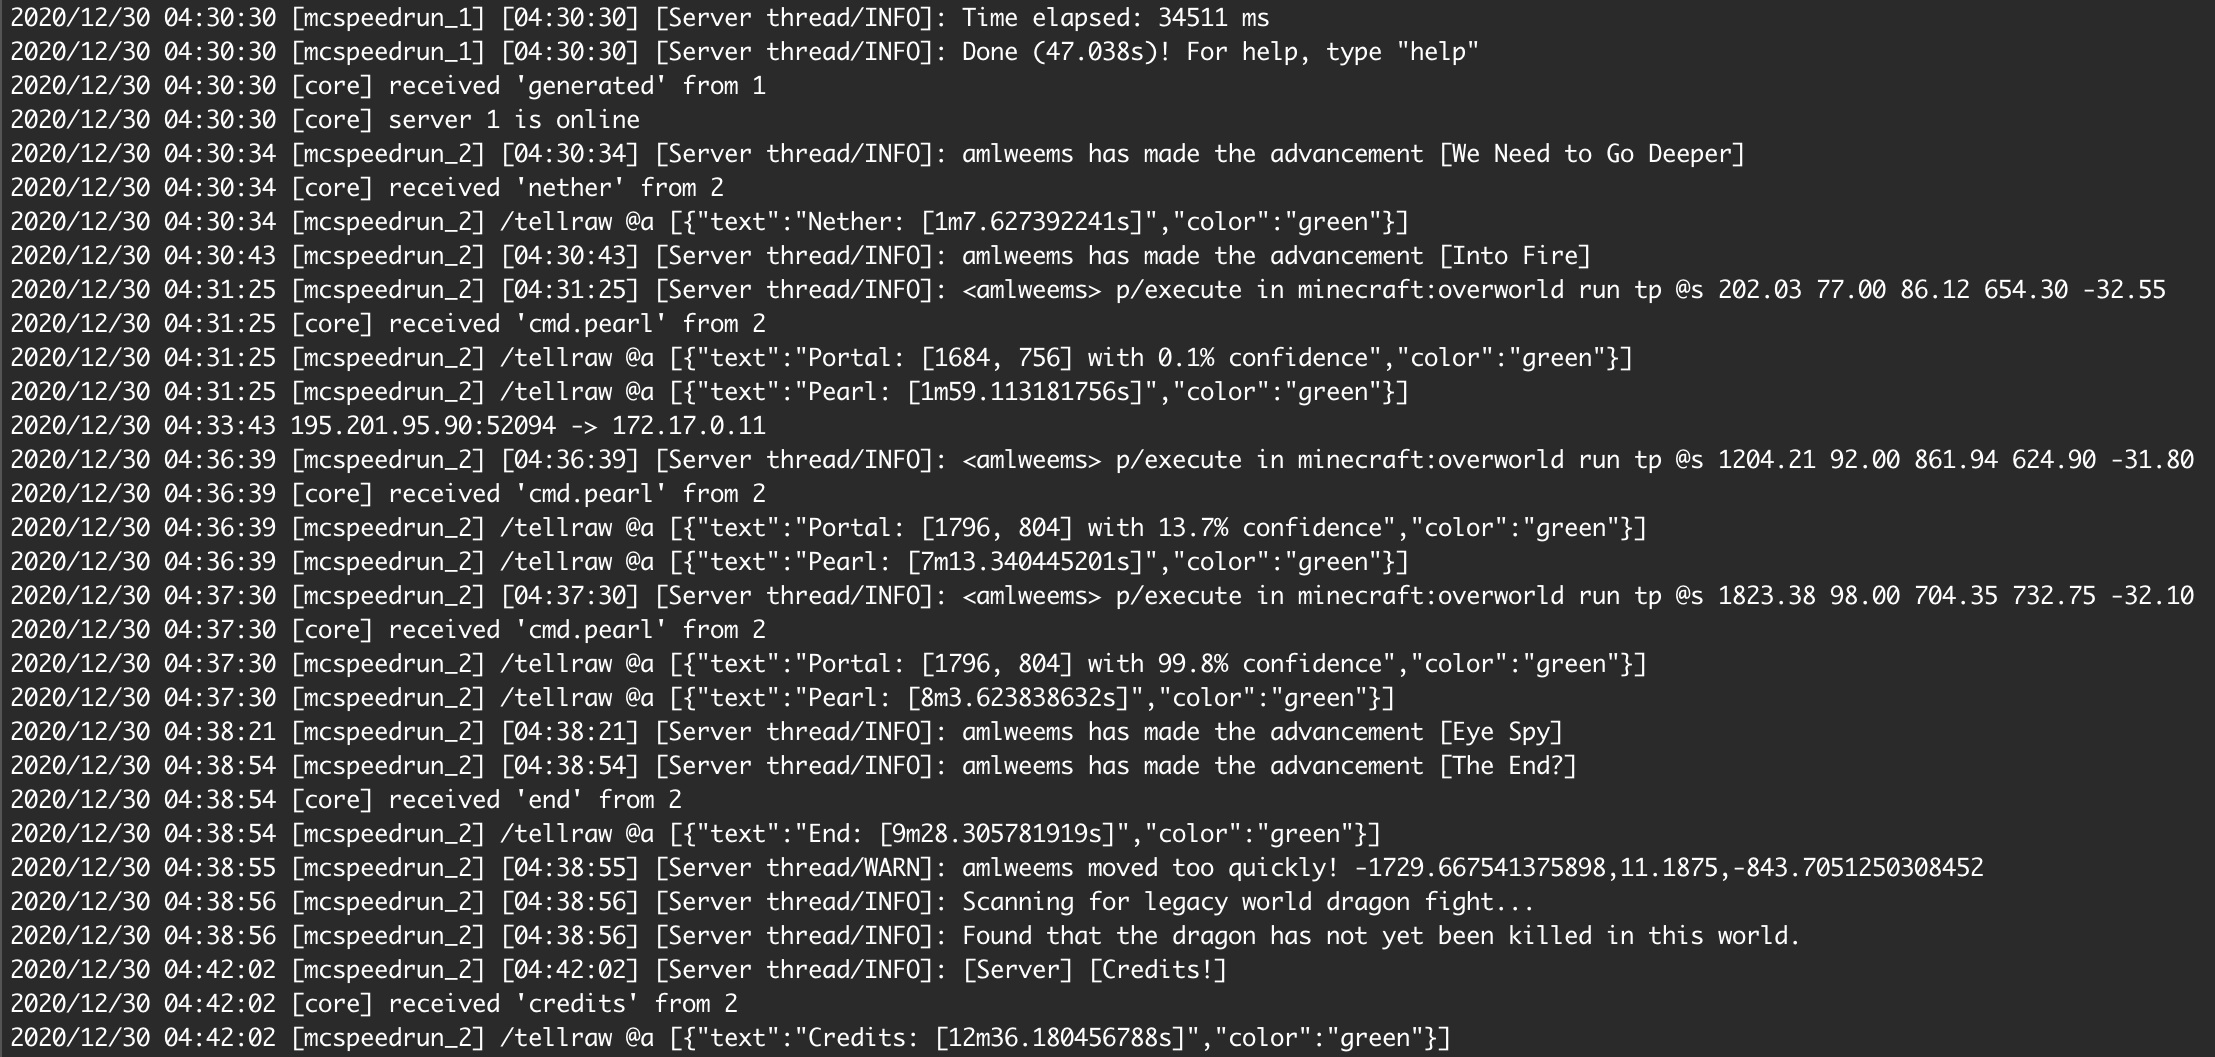 2020/12/30 04:30:30 [mcspeedrun_1] [04:30:30] [Server thread/INFO]: Time elapsed: 34511 ms
2020/12/30 04:30:30 [mcspeedrun_1] [04:30:30] [Server thread/INFO]: Done (47.038s)! For help, type "help"
2020/12/30 04:30:30 [core] received 'generated' from 1
2020/12/30 04:30:30 [core] server 1 is online
2020/12/30 04:30:34 [mcspeedrun_2] [04:30:34] [Server thread/INFO]: amlweems has made the advancement [We Need to Go Deeper]
2020/12/30 04:30:34 [core] received 'nether' from 2
2020/12/30 04:30:34 [mcspeedrun_2] /tellraw @a [{"text":"Nether: [1m7.627392241s]","color":"green"}]
2020/12/30 04:30:43 [mcspeedrun_2] [04:30:43] [Server thread/INFO]: amlweems has made the advancement [Into Fire]
2020/12/30 04:31:25 [mcspeedrun_2] [04:31:25] [Server thread/INFO]: <amlweems> p/execute in minecraft:overworld run tp @s 202.03 77.00 86.12 654.30 -32.55
2020/12/30 04:31:25 [core] received 'cmd.pearl' from 2
2020/12/30 04:31:25 [mcspeedrun_2] /tellraw @a [{"text":"Portal: [1684, 756] with 0.1% confidence","color":"green"}]
2020/12/30 04:31:25 [mcspeedrun_2] /tellraw @a [{"text":"Pearl: [1m59.113181756s]","color":"green"}]
2020/12/30 04:33:43 195.201.95.90:52094 -> 172.17.0.11
2020/12/30 04:36:39 [mcspeedrun_2] [04:36:39] [Server thread/INFO]: <amlweems> p/execute in minecraft:overworld run tp @s 1204.21 92.00 861.94 624.90 -31.80
2020/12/30 04:36:39 [core] received 'cmd.pearl' from 2
2020/12/30 04:36:39 [mcspeedrun_2] /tellraw @a [{"text":"Portal: [1796, 804] with 13.7% confidence","color":"green"}]
2020/12/30 04:36:39 [mcspeedrun_2] /tellraw @a [{"text":"Pearl: [7m13.340445201s]","color":"green"}]
2020/12/30 04:37:30 [mcspeedrun_2] [04:37:30] [Server thread/INFO]: <amlweems> p/execute in minecraft:overworld run tp @s 1823.38 98.00 704.35 732.75 -32.10
2020/12/30 04:37:30 [core] received 'cmd.pearl' from 2
2020/12/30 04:37:30 [mcspeedrun_2] /tellraw @a [{"text":"Portal: [1796, 804] with 99.8% confidence","color":"green"}]
2020/12/30 04:37:30 [mcspeedrun_2] /tellraw @a [{"text":"Pearl: [8m3.623838632s]","color":"green"}]
2020/12/30 04:38:21 [mcspeedrun_2] [04:38:21] [Server thread/INFO]: amlweems has made the advancement [Eye Spy]
2020/12/30 04:38:54 [mcspeedrun_2] [04:38:54] [Server thread/INFO]: amlweems has made the advancement [The End?]
2020/12/30 04:38:54 [core] received 'end' from 2
2020/12/30 04:38:54 [mcspeedrun_2] /tellraw @a [{"text":"End: [9m28.305781919s]","color":"green"}]
2020/12/30 04:38:55 [mcspeedrun_2] [04:38:55] [Server thread/WARN]: amlweems moved too quickly! -1729.667541375898,11.1875,-843.7051250308452
2020/12/30 04:38:56 [mcspeedrun_2] [04:38:56] [Server thread/INFO]: Scanning for legacy world dragon fight...
2020/12/30 04:38:56 [mcspeedrun_2] [04:38:56] [Server thread/INFO]: Found that the dragon has not yet been killed in this world.
2020/12/30 04:42:02 [mcspeedrun_2] [04:42:02] [Server thread/INFO]: [Server] [Credits!]
2020/12/30 04:42:02 [core] received 'credits' from 2
2020/12/30 04:42:02 [mcspeedrun_2] /tellraw @a [{"text":"Credits: [12m36.180456788s]","color":"green"}]